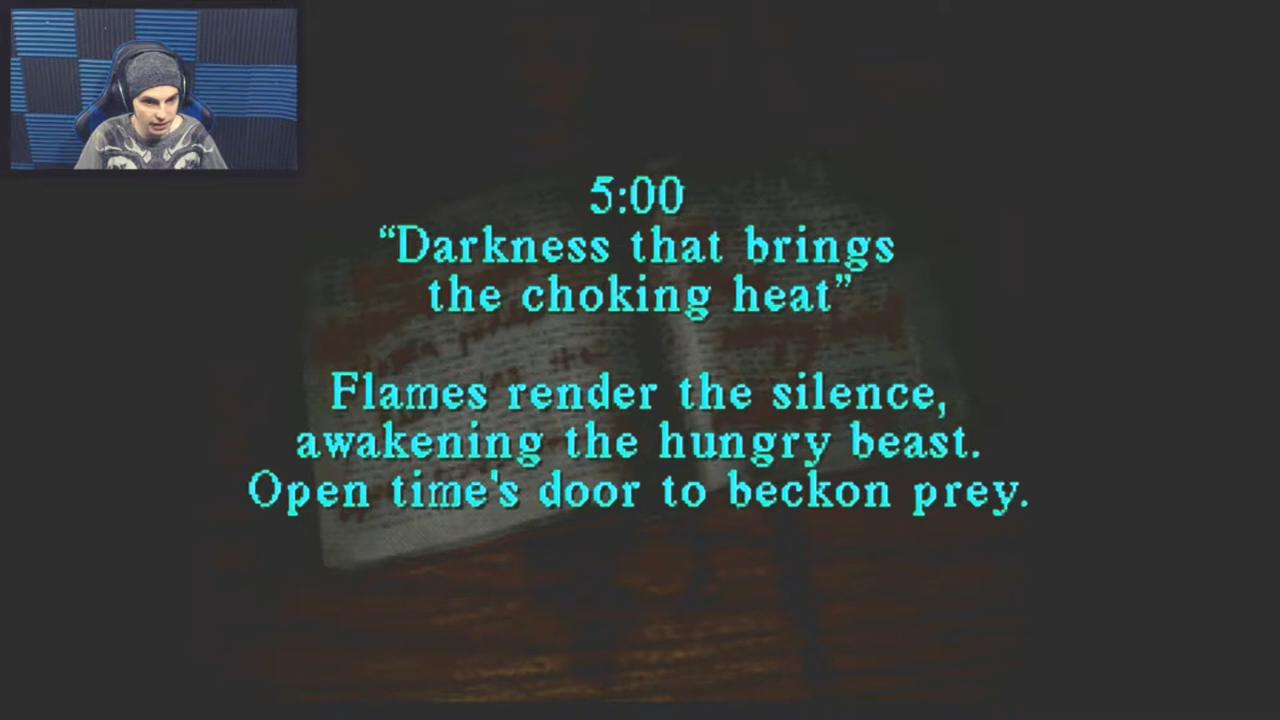 5:00
“Darkness that brings
the choking heat”
Flames render the silence,
awakening the hungry beast.
Open time's door to beckon prey.